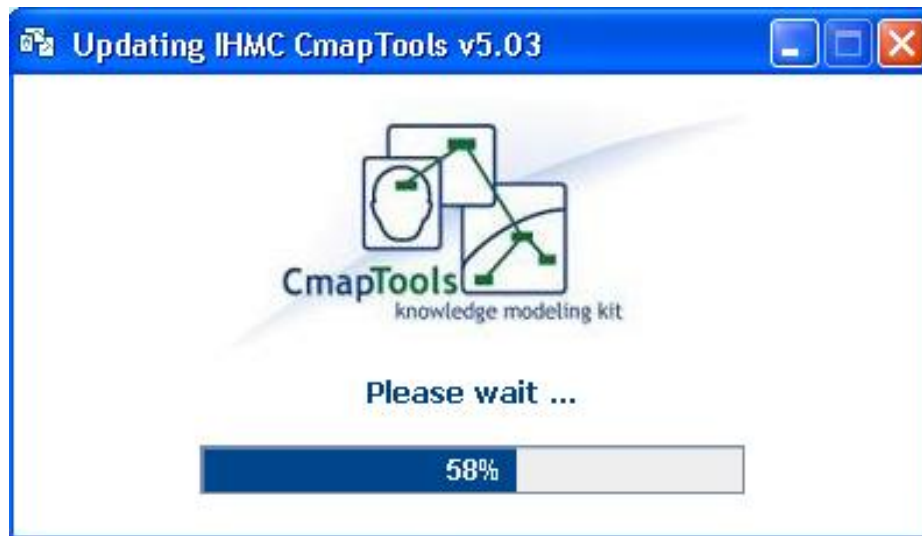 Updating IHMC CmapTools v5.03
CmapTools
knowledge modeling kit
Please wait ...
58%